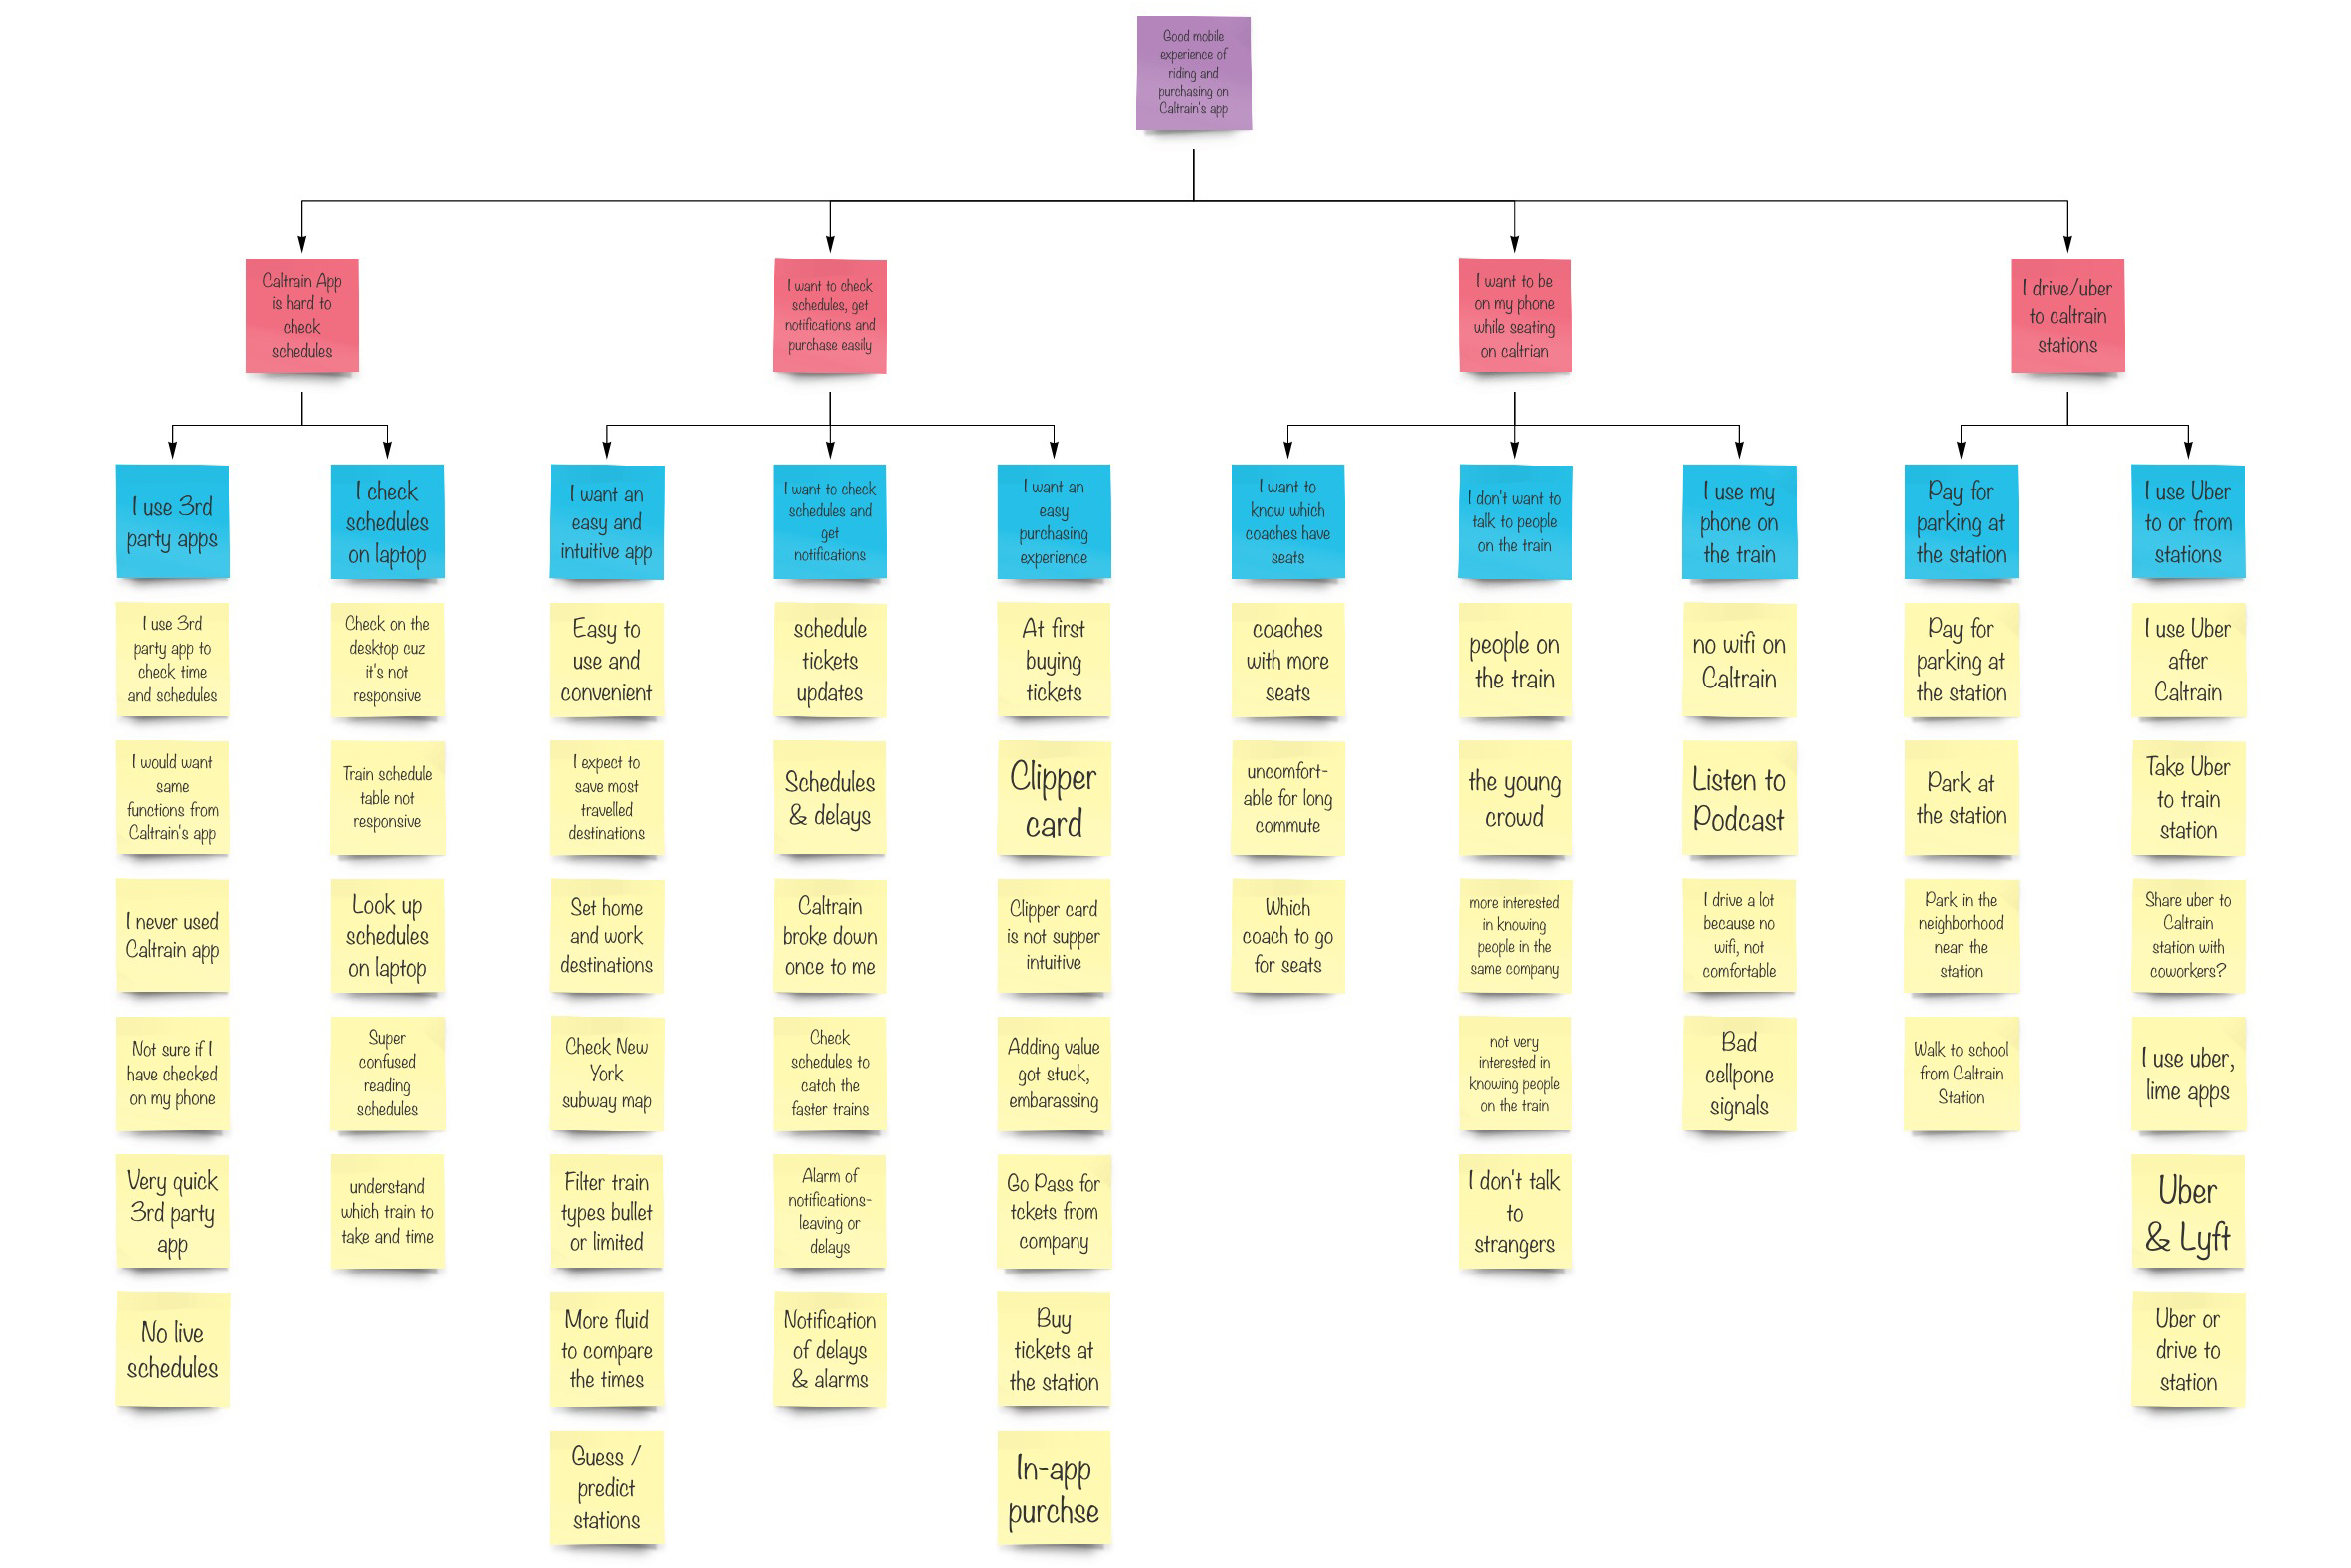 Good mobile
experience of
riding and
purchasing on
Caltrain's app
Caltrain App
is hard to
check
schedules
I want to check
schedules, get
notifications and
purchase easily
I want to be
on my phone
while seating
on caltrian
I drive/uber
to caltrain
stations
I use 3rd
party apps
I check
schedules
on laptop
I want an
easy and
intuitive app
I want to check
schedules and
get
notifications
I want an
easy
purchasing
experience
I want to
know which
coaches have
seats
I don't want to
talk to people
on the train
I use my
phone on
the train
Pay for
parking at
the station
I use Uber
to or from
stations
I use 3rd
party app to
check time
and schedules
Check on the
desktop cuz
it's not
responsive
Easy to
use and
convenient
schedule
tickets
updates
At first
buying
tickets
coaches
with more
seats
people on
the train
no wifi on
Caltrain
Pay for
parking at
the station
I use Uber
after
Caltrain
I would want
same
functions from
Caltrain's app
Train schedule
table not
responsive
I expect to
save most
travelled
destinations
Schedules
& delays
Clipper
card
uncomfort-
able for long
commute
the young
crowd
Listen to
Podcast
Park at
the station
Take Uber
to train
station
I never used
Caltrain app
Look up
schedules
on laptop
Set home
and work
destinations
Caltrain
broke down
once to me
Clipper card
is not supper
intuitive
Which
coach to go
for seats
more interested
in knowing
people in the
same company
I drive a lot
because no
wifi, not
comfortable
Park in the
neighborhood
near the
station
Share uber to
Caltrain
station with
coworkers?
Not sure if I
have checked
on my phone
Super
confused
reading
schedules
Check New
York
subway map
Check
schedules to
catch the
faster trains
Adding value
got stuck,
embarassing
not very
interested in
knowing people
on the train
Bad
cellpone
signals
Walk to school
from Caltrain
Station
I use uber,
lime apps
Very quick
3rd party
app
understand
which train to
take and time
Filter train
types bullet
or limited
Alarm of
notifications-
leaving or
delays
Go Pass for
tckets from
company
I don't talk
to
strangers
Uber
& Lyft
No live
schedules
More fluid
to compare
the times
Notification
of delays
& alarms
Buy
tickets at
the station
Uber or
drive to
station
Guess /
predict
stations
In-app
purchse